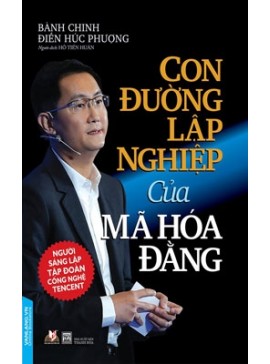 BÀNH CHINH
ĐIỀN HÚC PHƯỢNG
Người dịch: HỒ TIẾN HUÂN
CON
ĐƯỜNG
LẬP
NGHIỆP
Của
MÃ HÓA
ĐẰNG
NGƯỜI
SÁNG LẬP
TẬP ĐOÀN
CÔNG NGHỆ
TENCENT